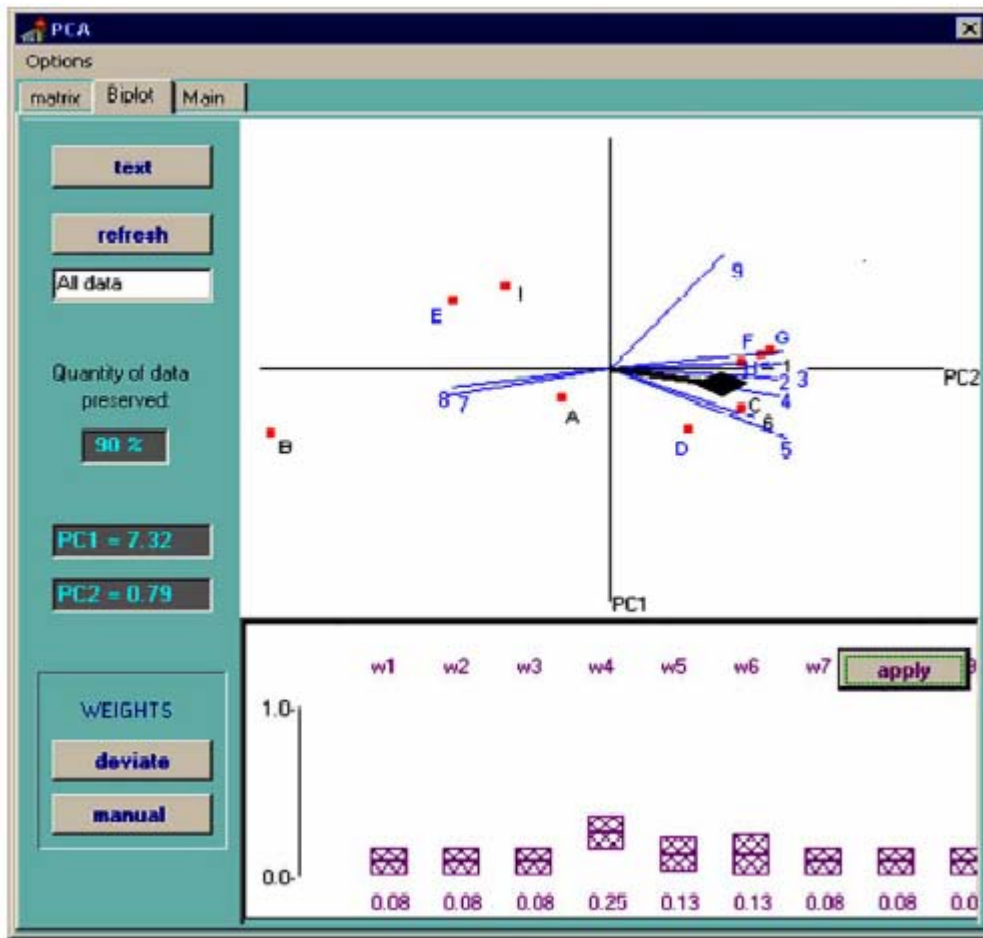 PCA
Options
matrix Biplot Main
text
refresh
All data
Quantity of data
preserved:
90 %
PC1 = 7.32
PC2 = 0.79
WEIGHTS
deviate
manual
9
I
E
F G
H 1
PC2
2 3
8 7
4
A
C
6
B
D
5
PC1
w1 w2 w3 w4 w5 w6 w7 apply 9
1.0-
0.0-
0.08 0.08 0.08 0.25 0.13 0.13 0.08 0.08 0.0